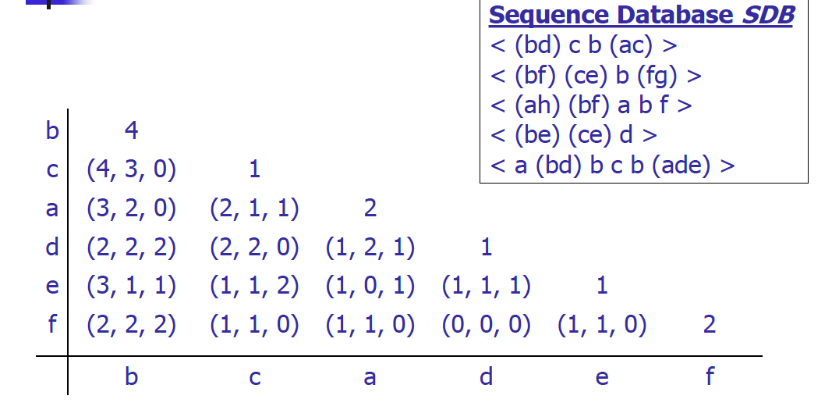 Sequence Database SDB
< (bd) c b (ac) >
< (bf) (ce) b (fg) >
< (ah) (bf) a b f >
< (be) (ce) d >
< a (bd) b c b (ade) >
b 4
c (4, 3, 0) 1
a (3, 2, 0) (2, 1, 1) 2
d (2, 2, 2) (2, 2, 0) (1, 2, 1) 1
e (3, 1, 1) (1, 1, 2) (1, 0, 1) (1, 1, 1) 1
f (2, 2, 2) (1, 1, 0) (1, 1, 0) (0, 0, 0) (1, 1, 0) 2
b c a d e f